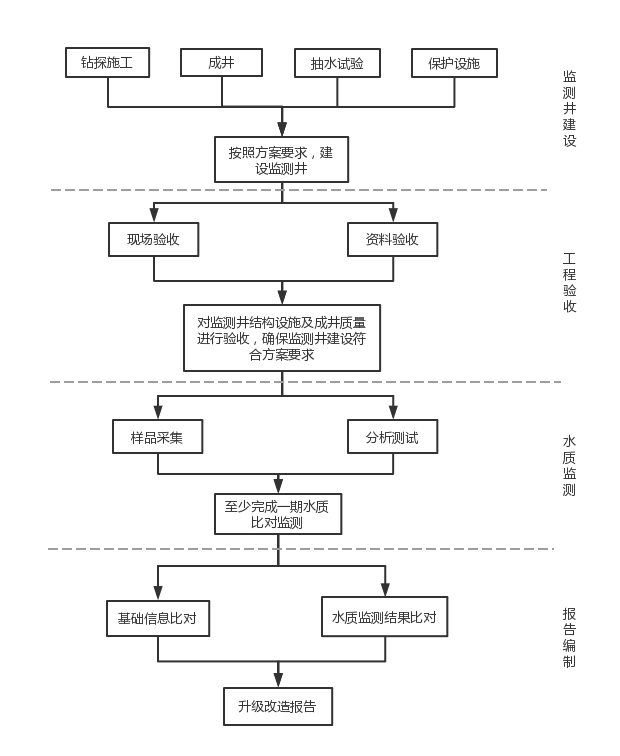 钻探施工
成井
抽水试验
保护设施
监测井建设
按照方案要求，建
设监测井
现场验收
资料验收
工程验收
对监测井结构设施及成井质量
进行验收，确保监测井建设符
合方案要求
样品采集
分析测试
水质监测
至少完成一期水质
比对监测
基础信息比对
水质监测结果比对
报告编制
升级改造报告